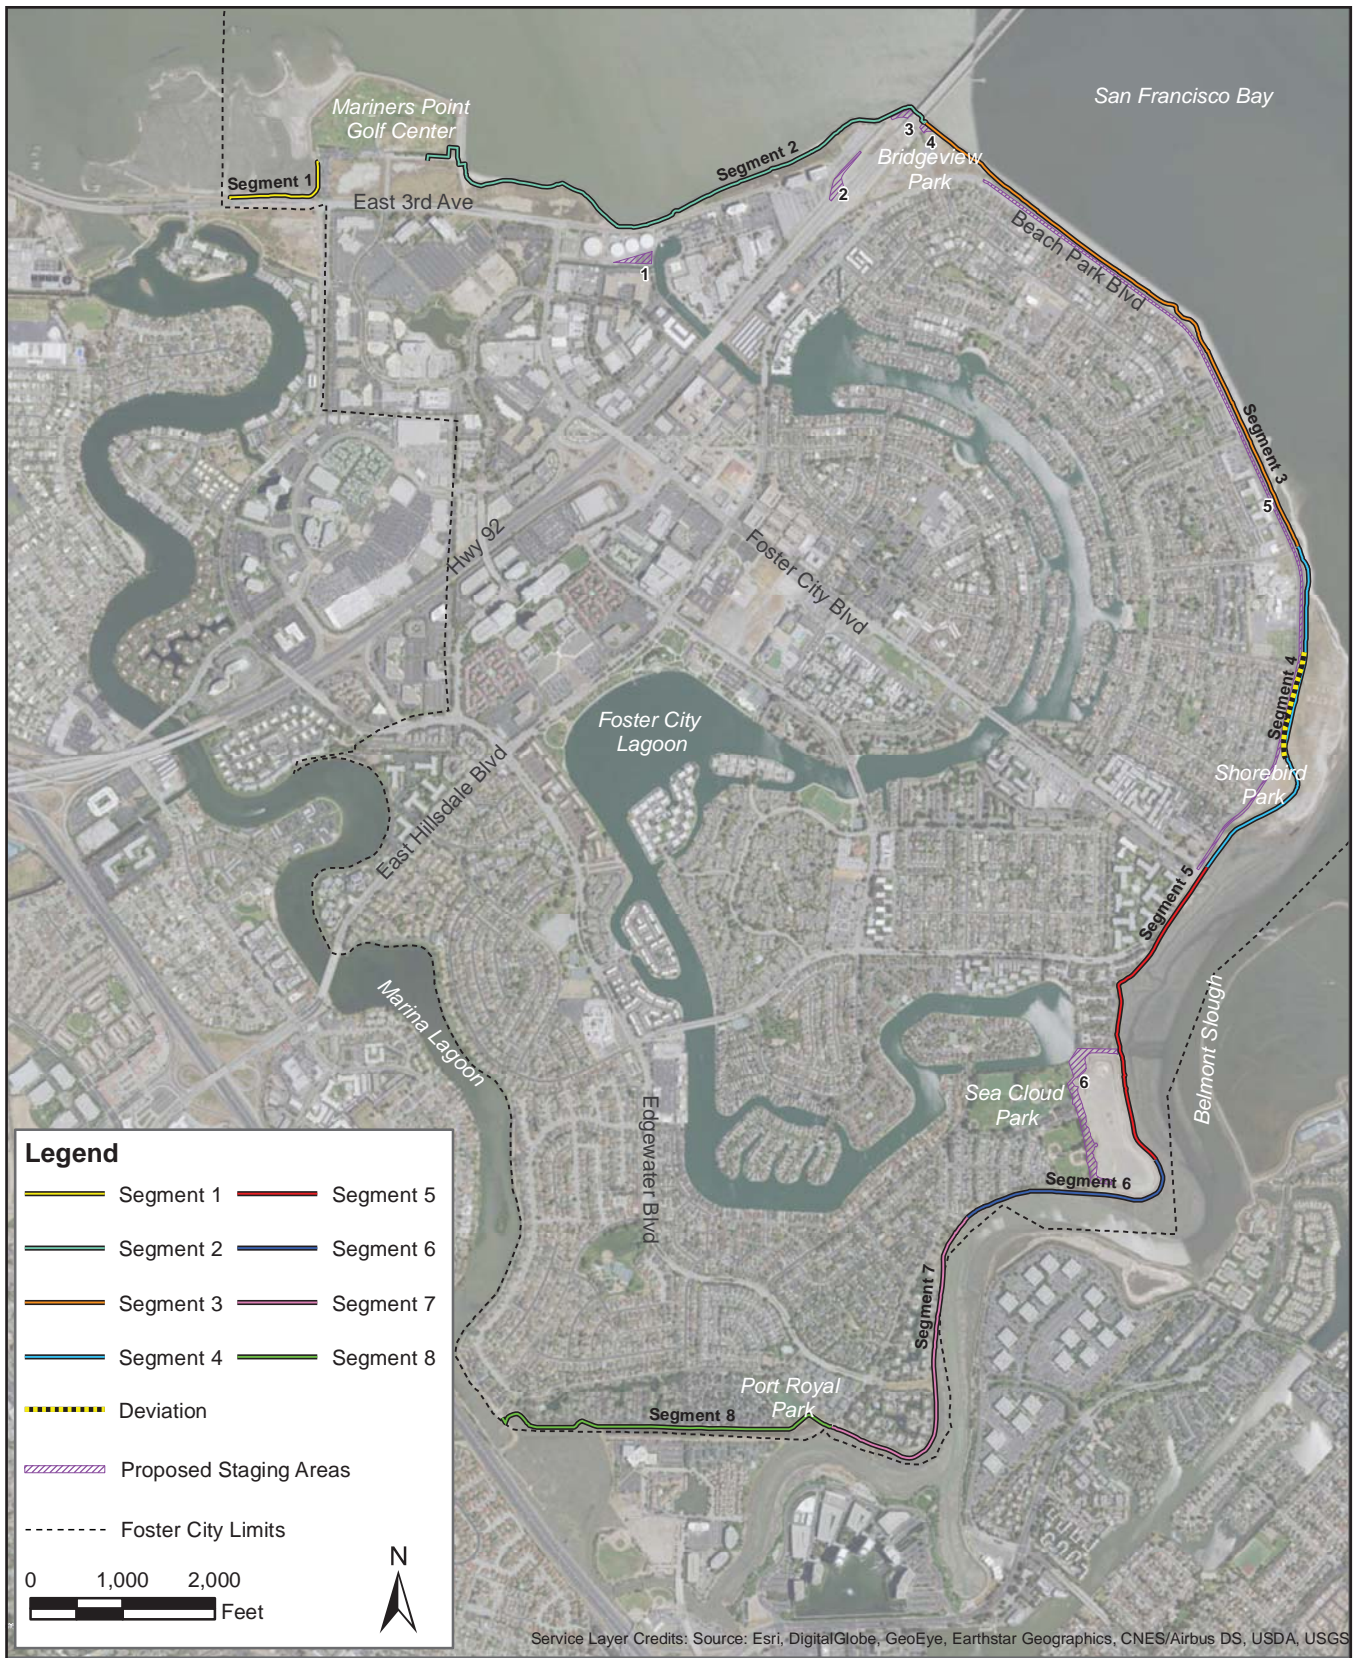 San Francisco Bay
Mariners Point
Golf Center
3
4
Segment 2
Bridgeview
Park
Segment 1
2
East 3rd Ave
Beach Park Blvd
1
Segment 3
5
Hwy 92
Foster City Blvd
Segment 4
Foster City
Lagoon
East Hillsdale Blvd
Shorebird
Park
Segment 5
Marina Lagoon
Belmont Slough
6
Sea Cloud
Park
Edgewater Blvd
Segment 6
Segment 7
Port Royal
Park
Segment 8
Legend
Segment 1
Segment 5
Segment 2
Segment 6
Segment 3
Segment 7
Segment 4
Segment 8
Deviation
Proposed Staging Areas
Foster City Limits
N
0 1,000 2,000
Feet
Service Layer Credits: Source: Esri, DigitalGlobe, GeoEye, Earthstar Geographics, CNES/Airbus DS, USDA, USGS